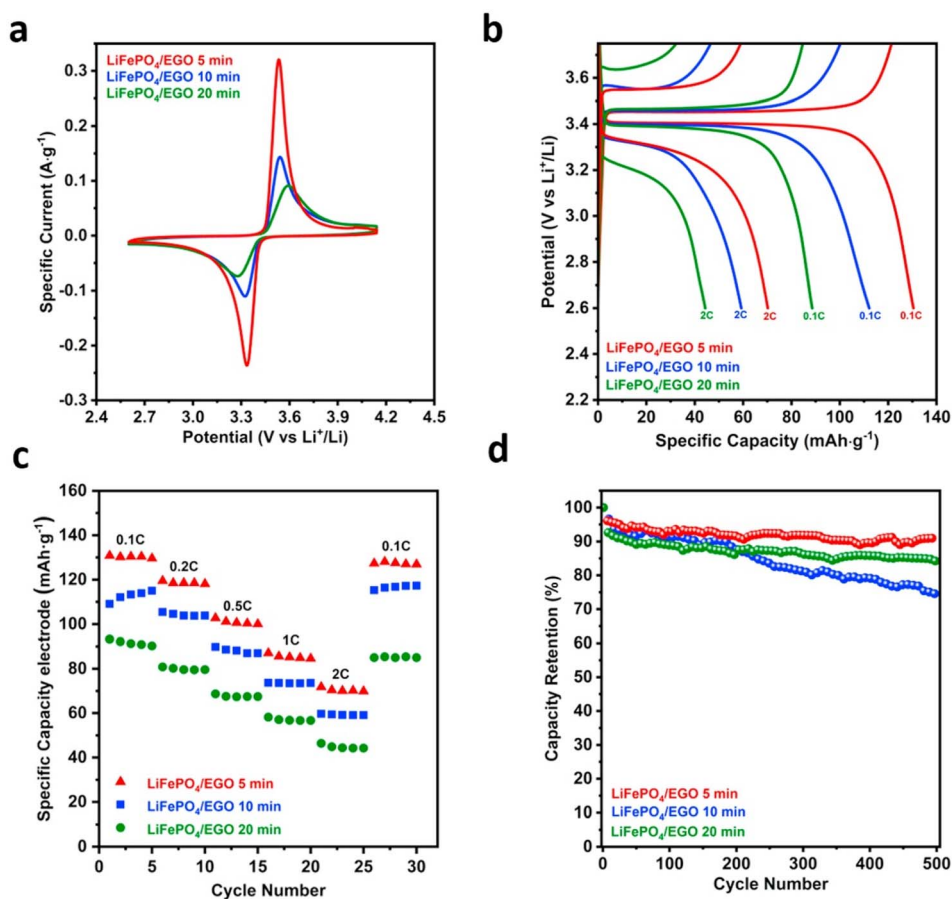 a
LiFePO₄/EGO 5 min
LiFePO₄/EGO 10 min
LiFePO₄/EGO 20 min
Specific Current (A·g⁻¹)
0.3
0.2
0.1
0.0
-0.1
-0.2
-0.3
2.4 2.7 3.0 3.3 3.6 3.9 4.2 4.5
Potential (V vs Li⁺/Li)
b
Potential (V vs Li⁺/Li)
3.6
3.4
3.2
3.0
2.8
2.6
2.4
2.2
2C 2C 2C 0.1C 0.1C 0.1C
LiFePO₄/EGO 5 min
LiFePO₄/EGO 10 min
LiFePO₄/EGO 20 min
0 20 40 60 80 100 120 140
Specific Capacity (mAh·g⁻¹)
c
Specific Capacity electrode (mAh·g⁻¹)
160
140
120
100
80
60
40
20
0
0.1C
0.2C
0.5C
1C
2C
0.1C
LiFePO₄/EGO 5 min
LiFePO₄/EGO 10 min
LiFePO₄/EGO 20 min
0 5 10 15 20 25 30
Cycle Number
d
Capacity Retention (%)
100
90
80
70
60
50
40
30
20
10
0
LiFePO₄/EGO 5 min
LiFePO₄/EGO 10 min
LiFePO₄/EGO 20 min
0 100 200 300 400 500
Cycle Number